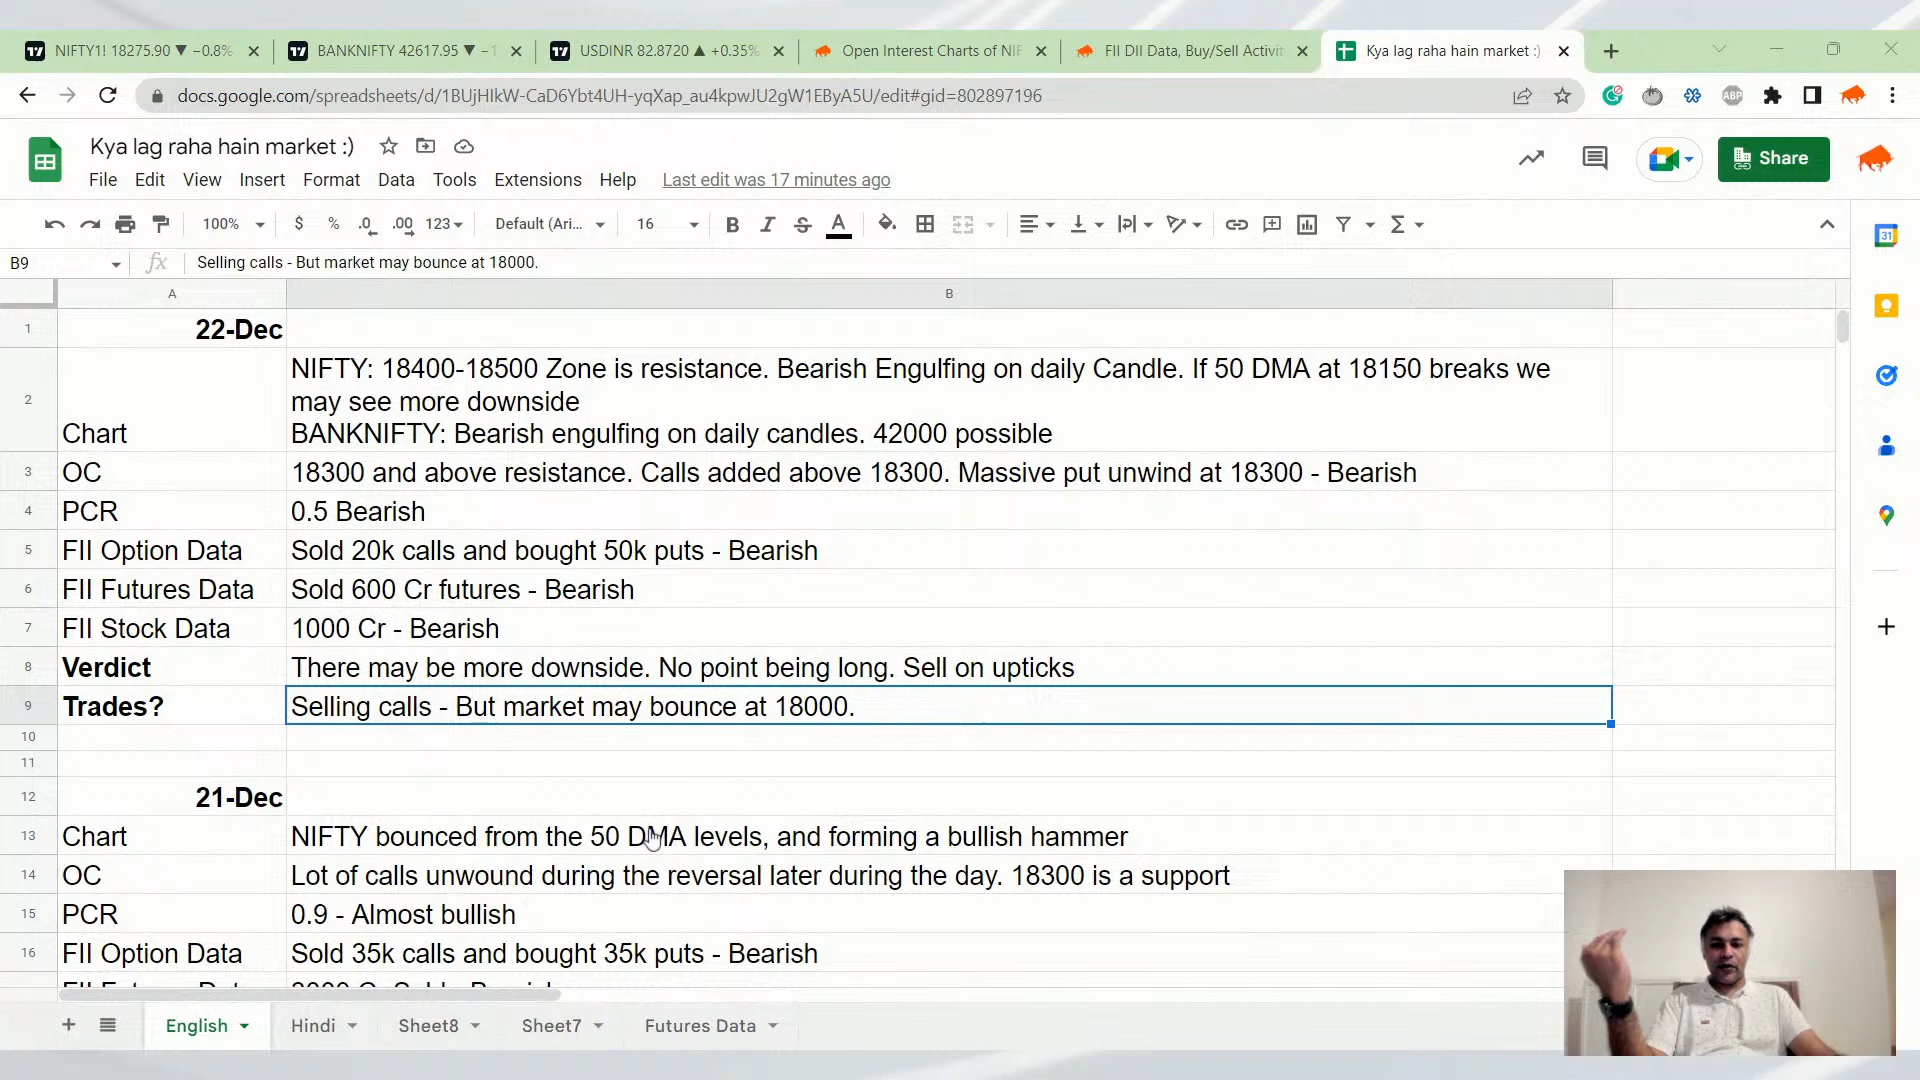 NIFTY1! 18275.90 ▼ −0.8%
BANKNIFTY 42617.95 ▼ −1
USDINR 82.8720 ▲ +0.35%
Open Interest Charts of NIF
FII DII Data, Buy/Sell Activit
Kya lag raha hain market :)
docs.google.com/spreadsheets/d/1BUjHIkW-CaD6Ybt4UH-yqXap_au4kpwJU2gW1EByA5U/edit#gid=802897196
ABP
Kya lag raha hain market :)
Share
File Edit View Insert Format Data Tools Extensions Help Last edit was 17 minutes ago
100% $ % .0 .00 123 Default (Ari... 16 B I S A
31
B9 fx Selling calls - But market may bounce at 18000.
A B
1 22-Dec
NIFTY: 18400-18500 Zone is resistance. Bearish Engulfing on daily Candle. If 50 DMA at 18150 breaks we
may see more downside
2 Chart BANKNIFTY: Bearish engulfing on daily candles. 42000 possible
3 OC 18300 and above resistance. Calls added above 18300. Massive put unwind at 18300 - Bearish
4 PCR 0.5 Bearish
5 FII Option Data Sold 20k calls and bought 50k puts - Bearish
6 FII Futures Data Sold 600 Cr futures - Bearish
7 FII Stock Data 1000 Cr - Bearish
8 Verdict There may be more downside. No point being long. Sell on upticks
9 Trades? Selling calls - But market may bounce at 18000.
10
11
12 21-Dec
13 Chart NIFTY bounced from the 50 DMA levels, and forming a bullish hammer
14 OC Lot of calls unwound during the reversal later during the day. 18300 is a support
15 PCR 0.9 - Almost bullish
16 FII Option Data Sold 35k calls and bought 35k puts - Bearish
English Hindi Sheet8 Sheet7 Futures Data